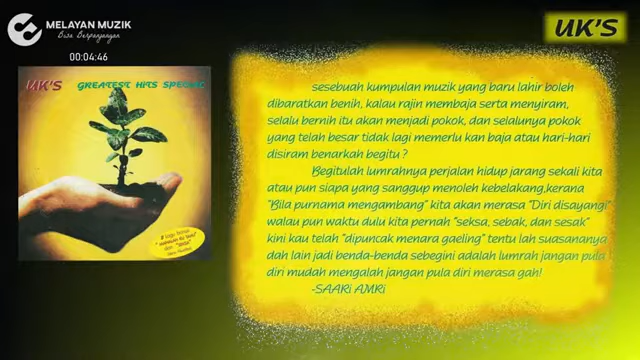 MELAYAN MUZIK
Bisa Berpanjangan
UK'S
00:04:46
UK'S GREATEST HITS SPECIAL
sesebuah kumpulan muzik yang baru lahir boleh
dibaratkan benih, kalau rajin membaja serta menyiram,
selalu bernih itu akan menjadi pokok, dan selalunya pokok
yang telah besar tidak lagi memerlu kan baja atau hari-hari
disiram benarkah begitu ?
Begitulah lumrahnya perjalan hidup jarang sekali kita
atau pun siapa yang sanggup menoleh kebelakang,kerana
"Bila purnama mengambang" kita akan merasa "Diri disayangi"
walau pun waktu dulu kita pernah "seksa, sebak, dan sesak"
kini kau telah "dipuncak menara gaeling" tentu lah suasananya
dah lain jadi benda-benda sebegini adalah lumrah jangan pula
diri mudah mengalah jangan pula diri merasa gah!
-SAARi AMRi